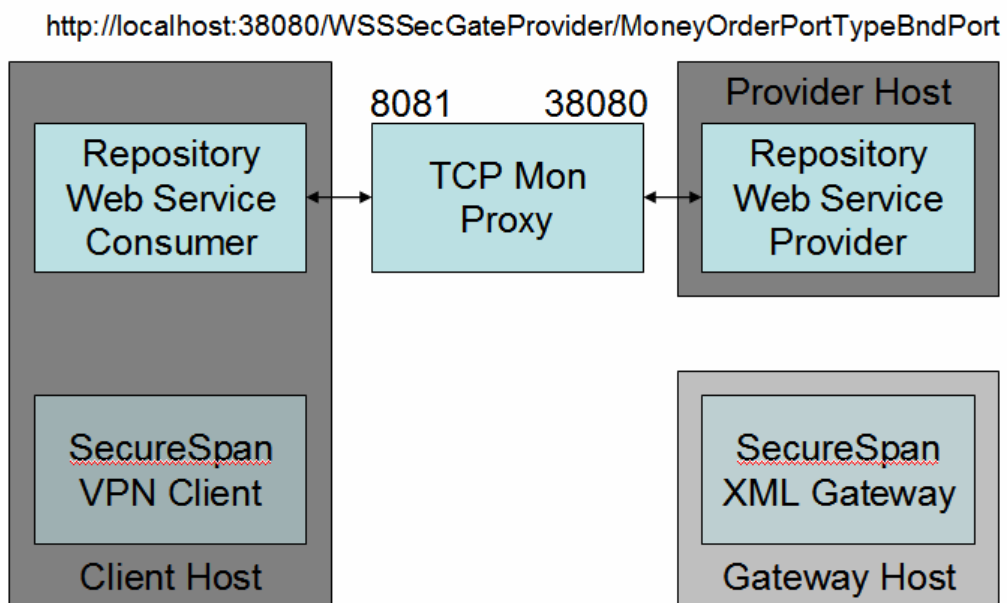 http://localhost:38080/WSSSecGateProvider/MoneyOrderPortTypeBndPort
8081
38080
Provider Host
Repository
Web Service
Consumer
TCP Mon
Proxy
Repository
Web Service
Provider
SecureSpan
VPN Client
Client Host
SecureSpan
XML Gateway
Gateway Host